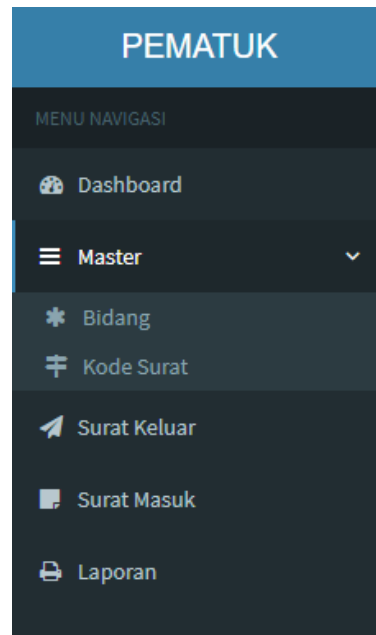 PEMATUK
MENU NAVIGASI
Dashboard
Master
Bidang
Kode Surat
Surat Keluar
Surat Masuk
Laporan